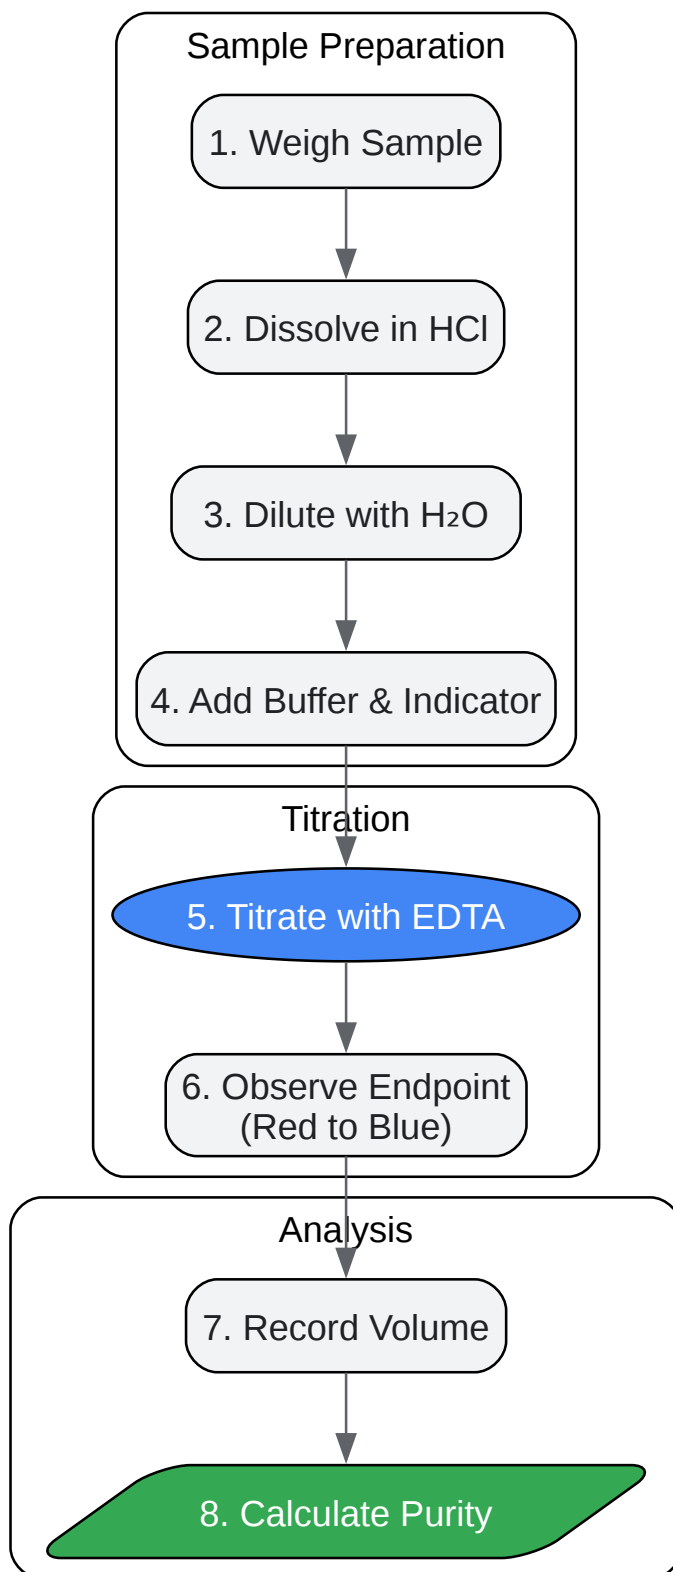 Sample Preparation
1. Weigh Sample
2. Dissolve in HCl
3. Dilute with H₂O
4. Add Buffer & Indicator
Titration
5. Titrate with EDTA
6. Observe Endpoint
(Red to Blue)
Analysis
7. Record Volume
8. Calculate Purity